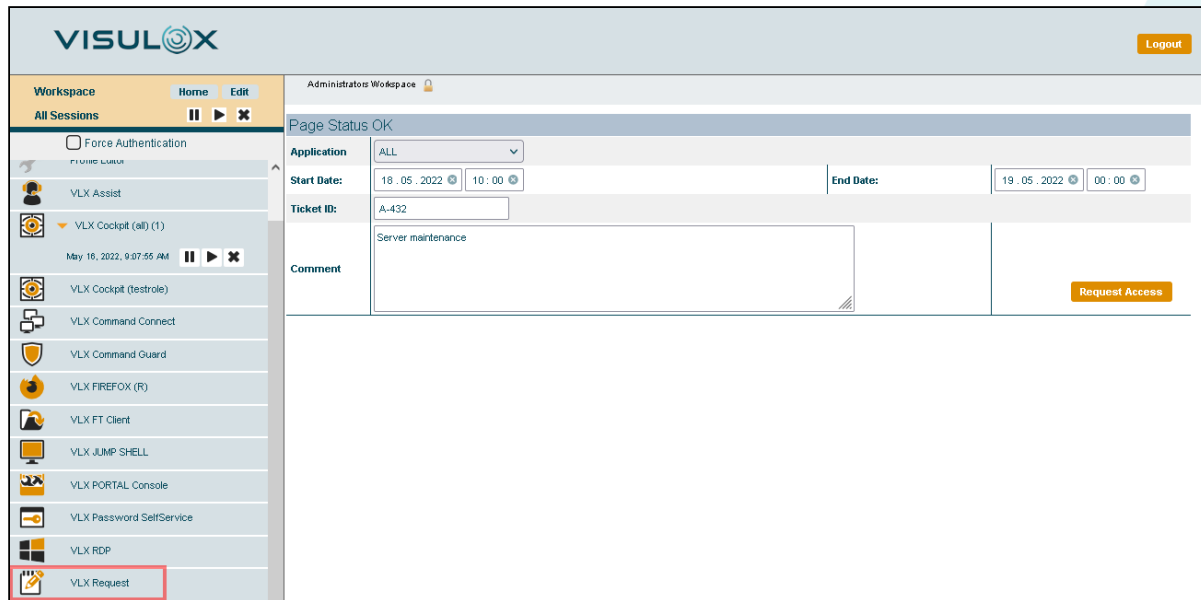 VISULOX
Logout
Workspace Home Edit
All Sessions
Force Authentication
Profile Editor
VLX Assist
VLX Cockpit (all) (1)
May 16, 2022, 9:07:55 AM
VLX Cockpit (testrole)
VLX Command Connect
VLX Command Guard
VLX FIREFOX (R)
VLX FT Client
VLX JUMP SHELL
VLX PORTAL Console
VLX Password SelfService
VLX RDP
VLX Request
Administrators Workspace
Page Status OK
Application ALL
Start Date: 18.05.2022 10:00 End Date: 19.05.2022 00:00
Ticket ID: A-432
Server maintenance
Comment
Request Access